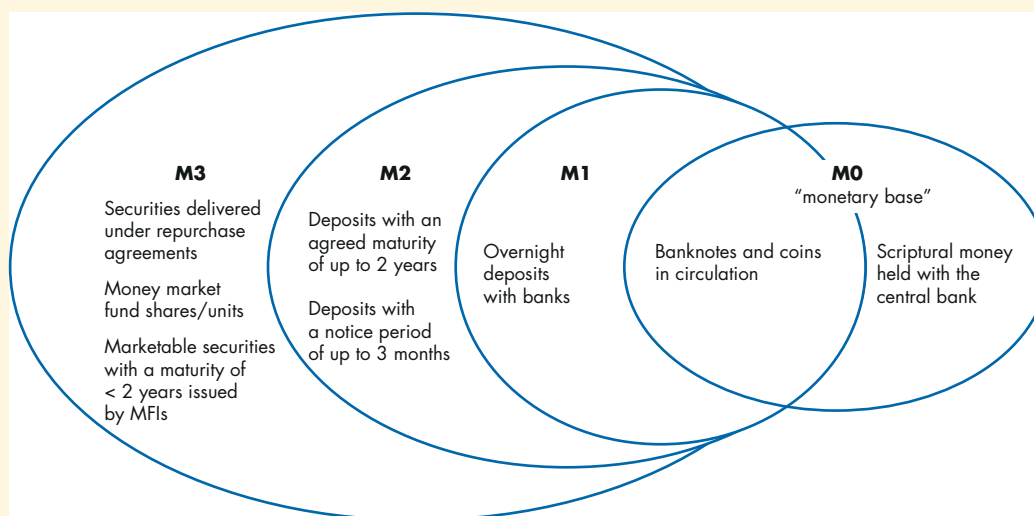 M3
Securities delivered
under repurchase
agreements
Money market
fund shares/units
Marketable securities
with a maturity of
< 2 years issued
by MFIs
M2
Deposits with an
agreed maturity
of up to 2 years
Deposits with
a notice period
of up to 3 months
M1
Overnight
deposits
with banks
M0
“monetary base”
Banknotes and coins
in circulation
Scriptural money
held with the
central bank